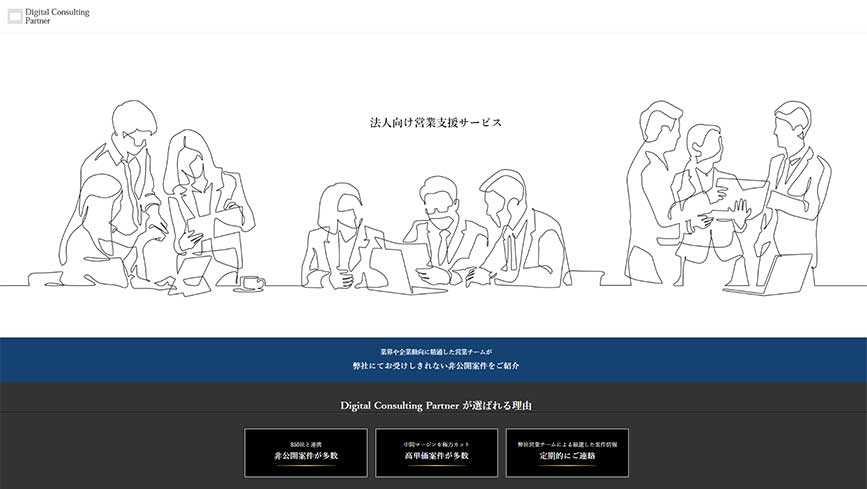 Digital Consulting
Partner
法人向け営業支援サービス
業界や企業動向に精通した営業チームが
弊社にてお受けしきれない非公開案件をご紹介
Digital Consulting Partner が選ばれる理由
850社と連携
非公開案件が多数
中間マージンを極力カット
高単価案件が多数
弊社営業チームによる厳選した案件情報
定期的にご連絡